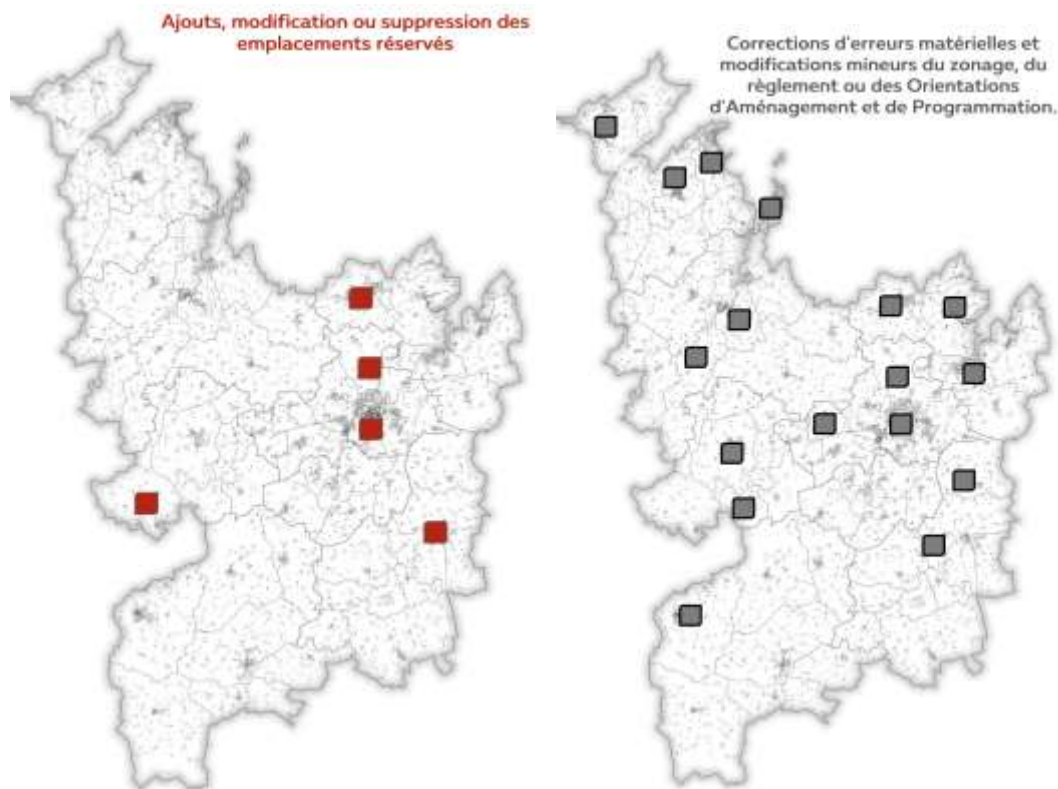 Ajouts, modification ou suppression des
emplacements réservés
Corrections d'erreurs matérielles et
modifications mineurs du zonage, du
règlement ou des Orientations
d'Aménagement et de Programmation.